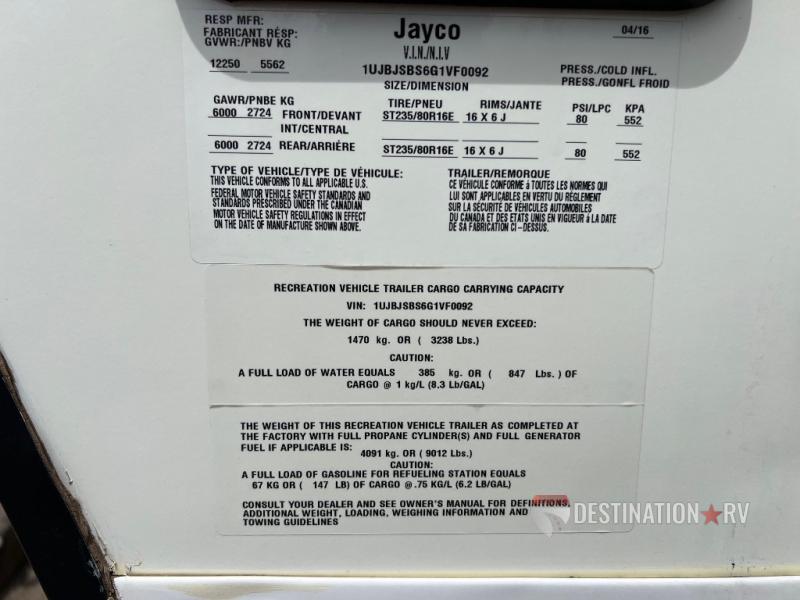 RESP MFR:
FABRICANT RÉSP:
GVWR:/PNBV KG
Jayco
04/16
V.I.N./N.I.V
12250 5562
1UJBJSBS6G1VF0092
PRESS./COLD INFL.
PRESS./GONFL FROID
SIZE/DIMENSION
GAWR/PNBE KG TIRE/PNEU RIMS/JANTE PSI/LPC KPA
6000 2724 FRONT/DEVANT ST235/80R16E 16 X 6 J 80 552
INT/CENTRAL
6000 2724 REAR/ARRIÈRE ST235/80R16E 16 X 6 J 80 552
TYPE OF VEHICLE/TYPE DE VÉHICULE:
THIS VEHICLE CONFORMS TO ALL APPLICABLE U.S.
FEDERAL MOTOR VEHICLE SAFETY STANDARDS AND
STANDARDS PRESCRIBED UNDER THE CANADIAN
MOTOR VEHICLE SAFETY REGULATIONS IN EFFECT
ON THE DATE OF MANUFACTURE SHOWN ABOVE.
TRAILER/REMORQUE
CE VÉHICULE CONFORME à TOUTES LES NORMES QUI
LUI SONT APPLICABLES EN VERTU DU RÈGLEMENT
SUR LA SÉCURITÉ DE VÉHICULES AUTOMOBILES
DU CANADA ET DES ÉTATS UNIS EN VIGUEUR à LA DATE
DE SA FABRICATION CI-DESSUS.
RECREATION VEHICLE TRAILER CARGO CARRYING CAPACITY
VIN: 1UJBJSBS6G1VF0092
THE WEIGHT OF CARGO SHOULD NEVER EXCEED:
1470 kg. OR ( 3238 Lbs.)
CAUTION:
A FULL LOAD OF WATER EQUALS 385 kg. OR ( 847 Lbs. ) OF
CARGO @ 1 kg/L (8.3 Lb/GAL)
THE WEIGHT OF THIS RECREATION VEHICLE TRAILER AS COMPLETED AT
THE FACTORY WITH FULL PROPANE CYLINDER(S) AND FULL GENERATOR
FUEL IF APPLICABLE IS:
4091 kg. OR ( 9012 Lbs.)
CAUTION:
A FULL LOAD OF GASOLINE FOR REFUELING STATION EQUALS
67 KG OR ( 147 LB) OF CARGO @ .75 KG/L (6.2 LB/GAL)
CONSULT YOUR DEALER AND SEE OWNER'S MANUAL FOR DEFINITIONS,
ADDITIONAL WEIGHT, LOADING, WEIGHING INFORMATION AND
TOWING GUIDELINES
DESTINATION RV